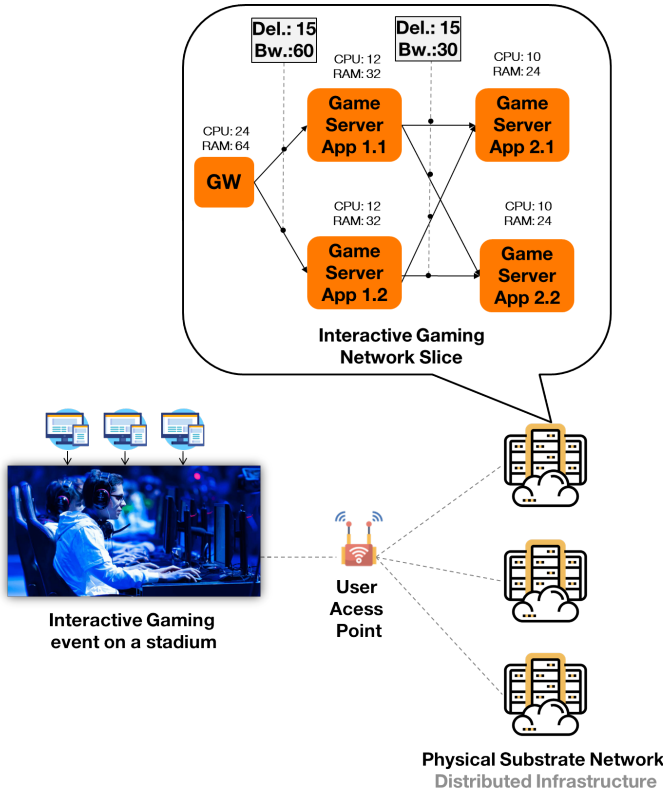 Del.: 15
Bw.:60
Del.: 15
Bw.:30
CPU: 12
RAM: 32
CPU: 10
RAM: 24
Game
Server
App 1.1
Game
Server
App 2.1
CPU: 24
RAM: 64
GW
CPU: 12
RAM: 32
CPU: 10
RAM: 24
Game
Server
App 1.2
Game
Server
App 2.2
Interactive Gaming
Network Slice
User
Acess
Point
Interactive Gaming
event on a stadium
Physical Substrate Network
Distributed Infrastructure